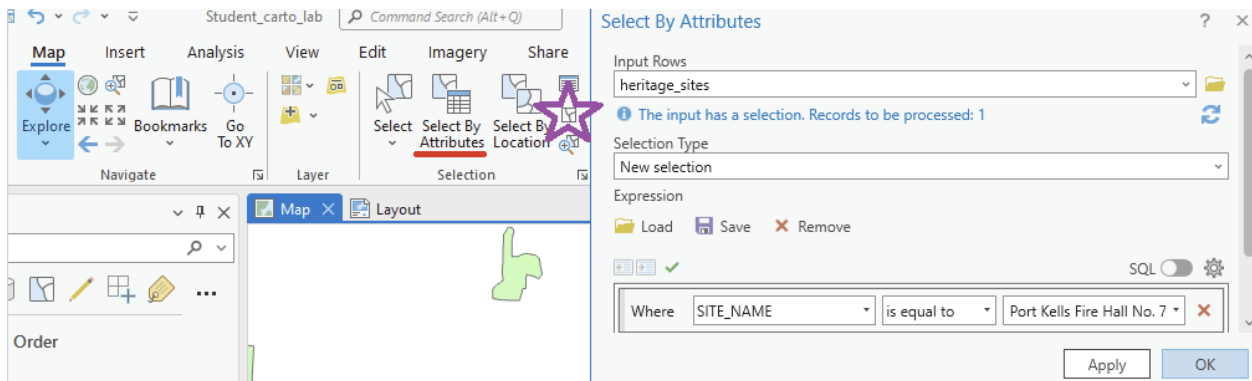 Student_carto_lab
Command Search (Alt+Q)
Map Insert Analysis View Edit Imagery Share
Explore
Bookmarks
Go
To XY
Select
Select By
Attributes
Select By
Location
Navigate
Layer
Selection
Map
Layout
Order
Select By Attributes
Input Rows
heritage_sites
The input has a selection. Records to be processed: 1
Selection Type
New selection
Expression
Load Save Remove
SQL
Where SITE_NAME is equal to Port Kells Fire Hall No. 7
Apply OK